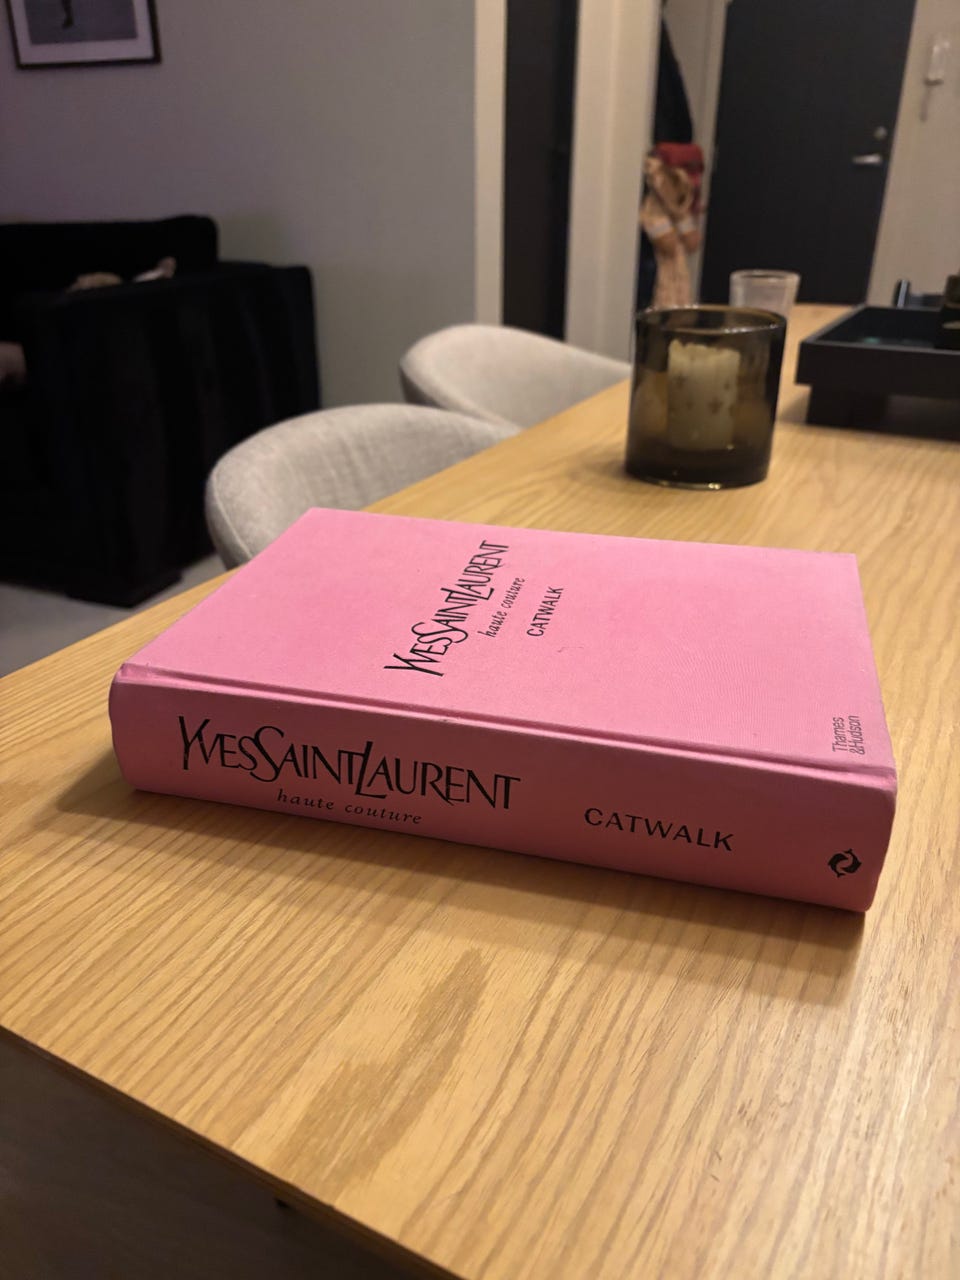 YVESSAINTLAURENT
haute couture
CATWALK
Thames
&Hudson
YVESSAINTLAURENT
haute couture
CATWALK